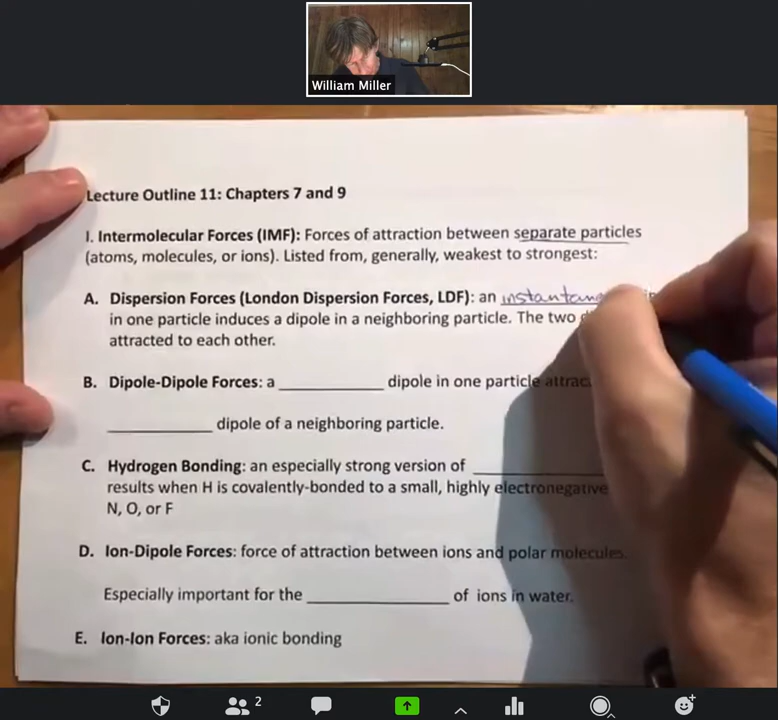 William Miller
Lecture Outline 11: Chapters 7 and 9
I. Intermolecular Forces (IMF): Forces of attraction between separate particles
(atoms, molecules, or ions). Listed from, generally, weakest to strongest:
A. Dispersion Forces (London Dispersion Forces, LDF): an
in one particle induces a dipole in a neighboring particle. The two
attracted to each other.
B. Dipole-Dipole Forces: a ____________ dipole in one particle
____________ dipole of a neighboring particle.
C. Hydrogen Bonding: an especially strong version of ________________
results when H is covalently-bonded to a small, highly electronegative
N, O, or F
D. Ion-Dipole Forces: force of attraction between ions and polar molecules.
Especially important for the ________________ of ions in water.
E. Ion-Ion Forces: aka ionic bonding
2